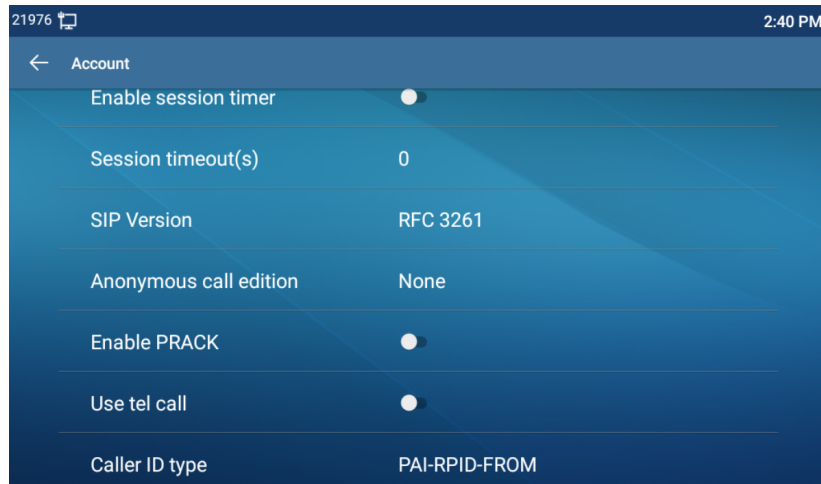 21976 2:40 PM
Account
Enable session timer
Session timeout(s) 0
SIP Version RFC 3261
Anonymous call edition None
Enable PRACK
Use tel call
Caller ID type PAI-RPID-FROM